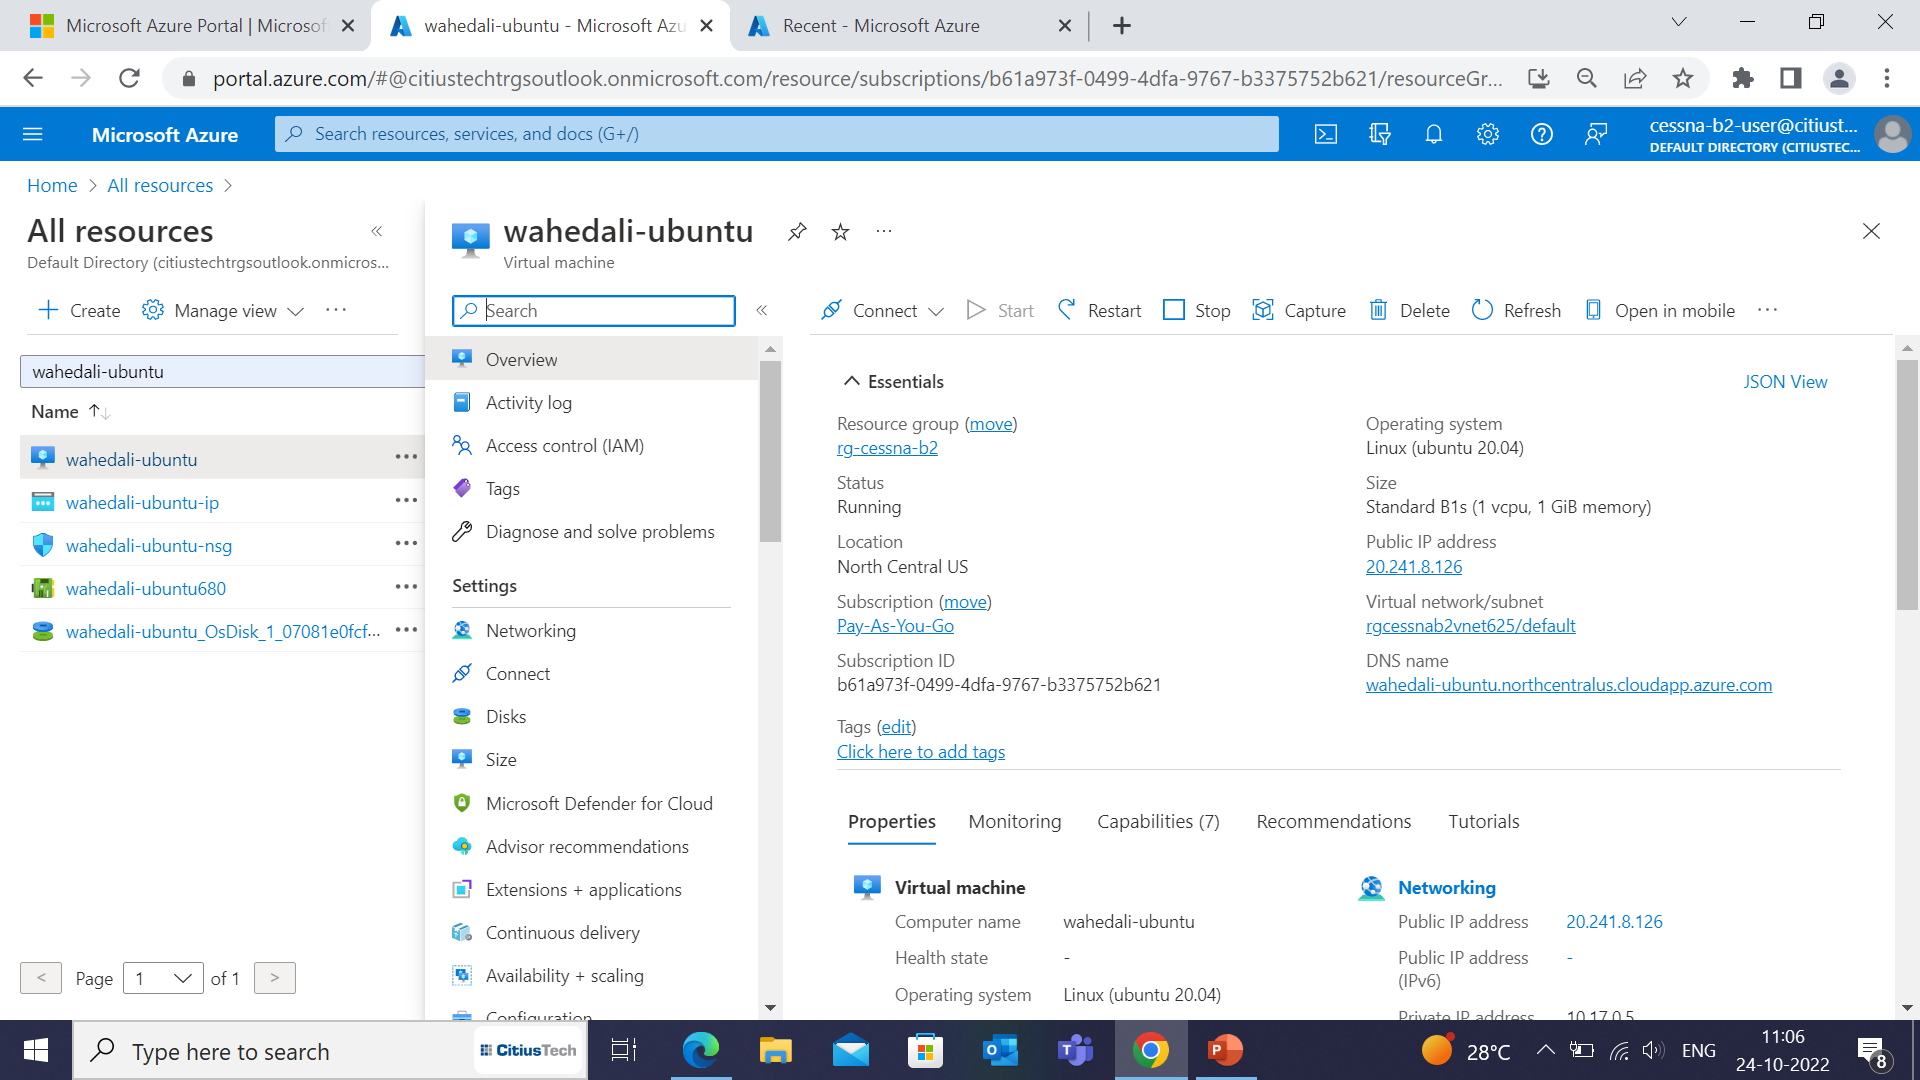 Microsoft Azure Portal | Microsof
wahedali-ubuntu - Microsoft Azu
Recent - Microsoft Azure
portal.azure.com/#@citiustechtrgsoutlook.onmicrosoft.com/resource/subscriptions/b61a973f-0499-4dfa-9767-b3375752b621/resourceGr...
Microsoft Azure
Search resources, services, and docs (G+/)
cessna-b2-user@citiust...
DEFAULT DIRECTORY (CITIUSTEC...
Home > All resources >
All resources
Default Directory (citiustechtrgsoutlook.onmicros...
Create
Manage view
wahedali-ubuntu
Name
wahedali-ubuntu
wahedali-ubuntu-ip
wahedali-ubuntu-nsg
wahedali-ubuntu680
wahedali-ubuntu_OsDisk_1_07081e0fcf...
< Page 1 of 1 >
wahedali-ubuntu
Virtual machine
Search
Overview
Activity log
Access control (IAM)
Tags
Diagnose and solve problems
Settings
Networking
Connect
Disks
Size
Microsoft Defender for Cloud
Advisor recommendations
Extensions + applications
Continuous delivery
Availability + scaling
Configuration
Connect Start Restart Stop Capture Delete Refresh Open in mobile
Essentials
JSON View
Resource group (move)
rg-cessna-b2
Status
Running
Location
North Central US
Subscription (move)
Pay-As-You-Go
Subscription ID
b61a973f-0499-4dfa-9767-b3375752b621
Tags (edit)
Click here to add tags
Operating system
Linux (ubuntu 20.04)
Size
Standard B1s (1 vcpu, 1 GiB memory)
Public IP address
20.241.8.126
Virtual network/subnet
rgcessnab2vnet625/default
DNS name
wahedali-ubuntu.northcentralus.cloudapp.azure.com
Properties Monitoring Capabilities (7) Recommendations Tutorials
Virtual machine
Computer name wahedali-ubuntu
Health state -
Operating system Linux (ubuntu 20.04)
Networking
Public IP address 20.241.8.126
Public IP address -
(IPv6)
Private IP address 10.17.0.5
Type here to search
CitiusTech
28°C
ENG
11:06
24-10-2022
8